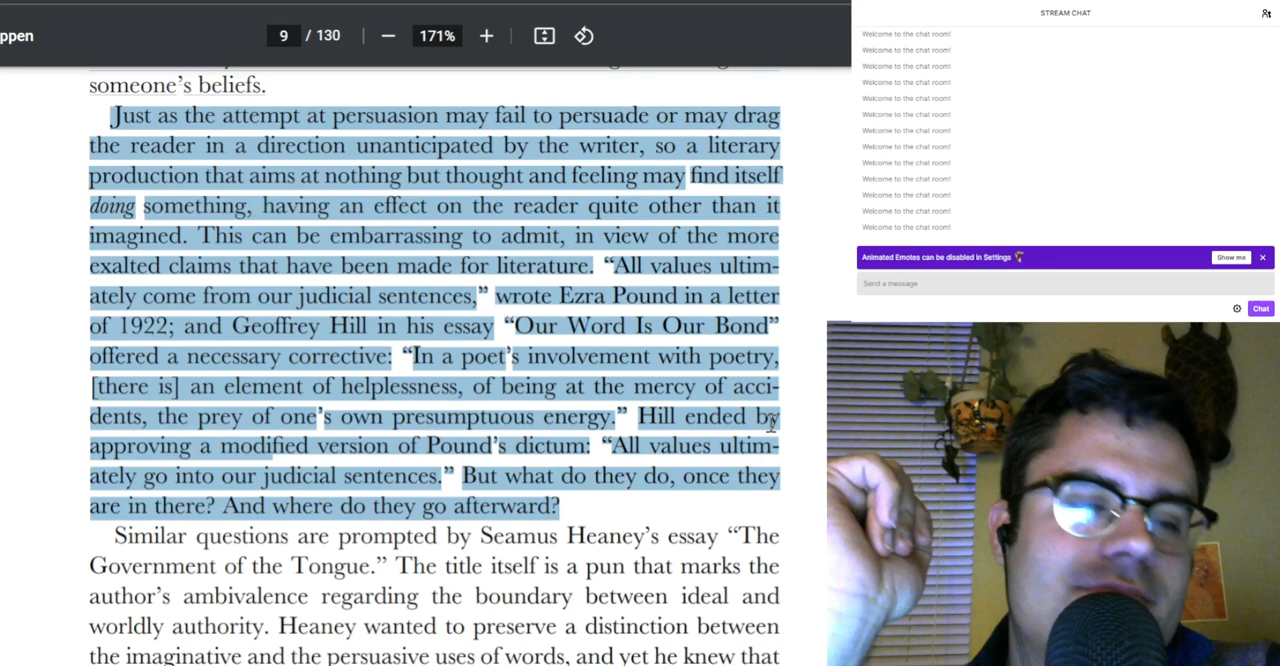 ppen
9 / 130
171%
someone’s beliefs.
Just as the attempt at persuasion may fail to persuade or may drag
the reader in a direction unanticipated by the writer, so a literary
production that aims at nothing but thought and feeling may find itself
doing something, having an effect on the reader quite other than it
imagined. This can be embarrassing to admit, in view of the more
exalted claims that have been made for literature. “All values ultim-
ately come from our judicial sentences,” wrote Ezra Pound in a letter
of 1922; and Geoffrey Hill in his essay “Our Word Is Our Bond”
offered a necessary corrective: “In a poet’s involvement with poetry,
[there is] an element of helplessness, of being at the mercy of acci-
dents, the prey of one’s own presumptuous energy.” Hill ended by
approving a modified version of Pound’s dictum: “All values ultim-
ately go into our judicial sentences.” But what do they do, once they
are in there? And where do they go afterward?
Similar questions are prompted by Seamus Heaney’s essay “The
Government of the Tongue.” The title itself is a pun that marks the
author’s ambivalence regarding the boundary between ideal and
worldly authority. Heaney wanted to preserve a distinction between
the imaginative and the persuasive uses of words, and yet he knew that
STREAM CHAT
Welcome to the chat room!
Welcome to the chat room!
Welcome to the chat room!
Welcome to the chat room!
Welcome to the chat room!
Welcome to the chat room!
Welcome to the chat room!
Welcome to the chat room!
Welcome to the chat room!
Welcome to the chat room!
Welcome to the chat room!
Welcome to the chat room!
Welcome to the chat room!
Animated Emotes can be disabled in Settings
Show me
Send a message
Chat